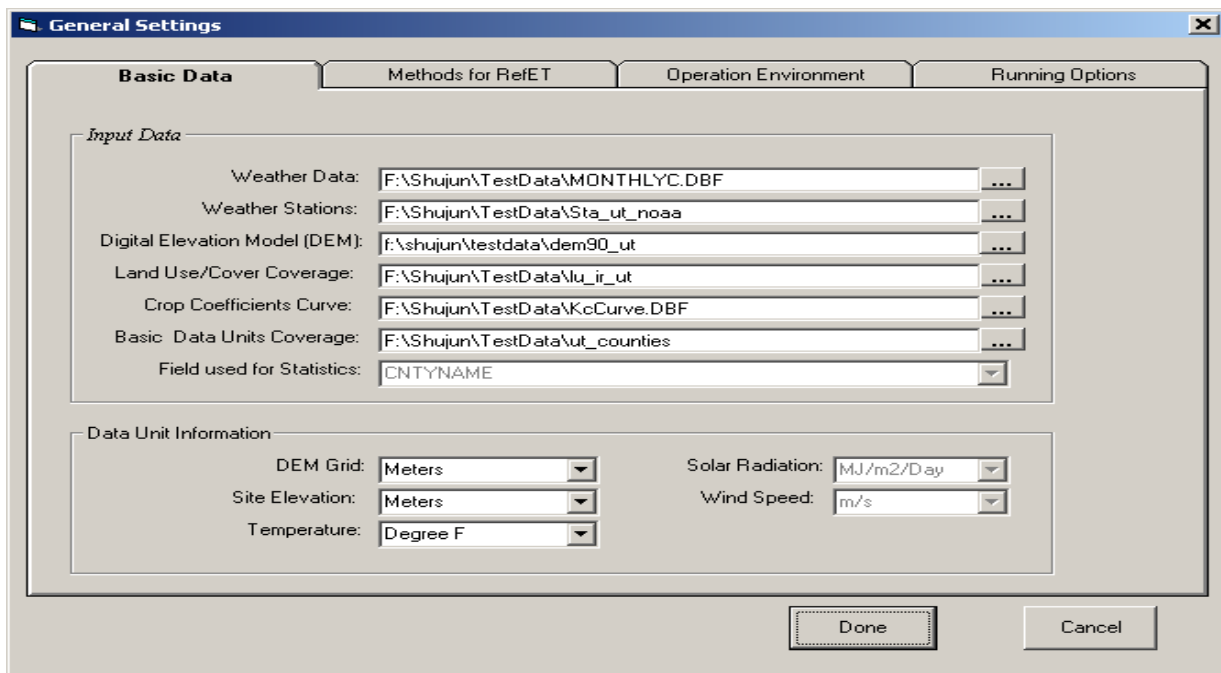 General Settings
Basic Data
Methods for RefET
Operation Environment
Running Options
Input Data
Weather Data: F:\Shujun\TestData\MONTHLYC.DBF ...
Weather Stations: F:\Shujun\TestData\Sta_ut_noaa ...
Digital Elevation Model (DEM): f:\shujun\testdata\dem90_ut ...
Land Use/Cover Coverage: F:\Shujun\TestData\lu_ir_ut ...
Crop Coefficients Curve: F:\Shujun\TestData\KcCurve.DBF ...
Basic Data Units Coverage: F:\Shujun\TestData\ut_counties ...
Field used for Statistics: CNTYNAME
Data Unit Information
DEM Grid: Meters
Solar Radiation: MJ/m2/Day
Site Elevation: Meters
Wind Speed: m/s
Temperature: Degree F
Done
Cancel